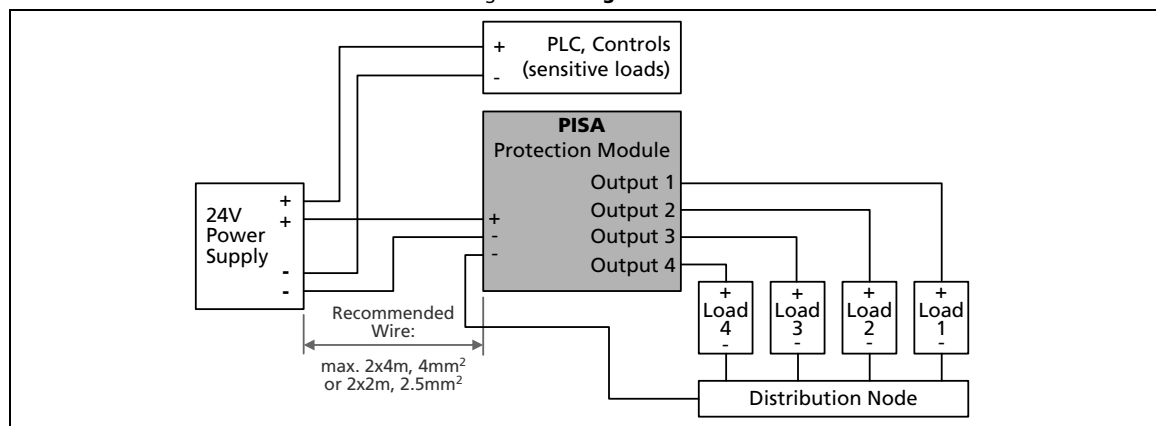 PLC, Controls
(sensitive loads)
+
-
PISA
Protection Module
Output 1
Output 2
Output 3
Output 4
+
-
-
24V
Power
Supply
+
+
-
-
Recommended
Wire:
max. 2x4m, 4mm²
or 2x2m, 2.5mm²
+
Load
4
-
+
Load
3
-
+
Load
2
-
+
Load
1
-
Distribution Node